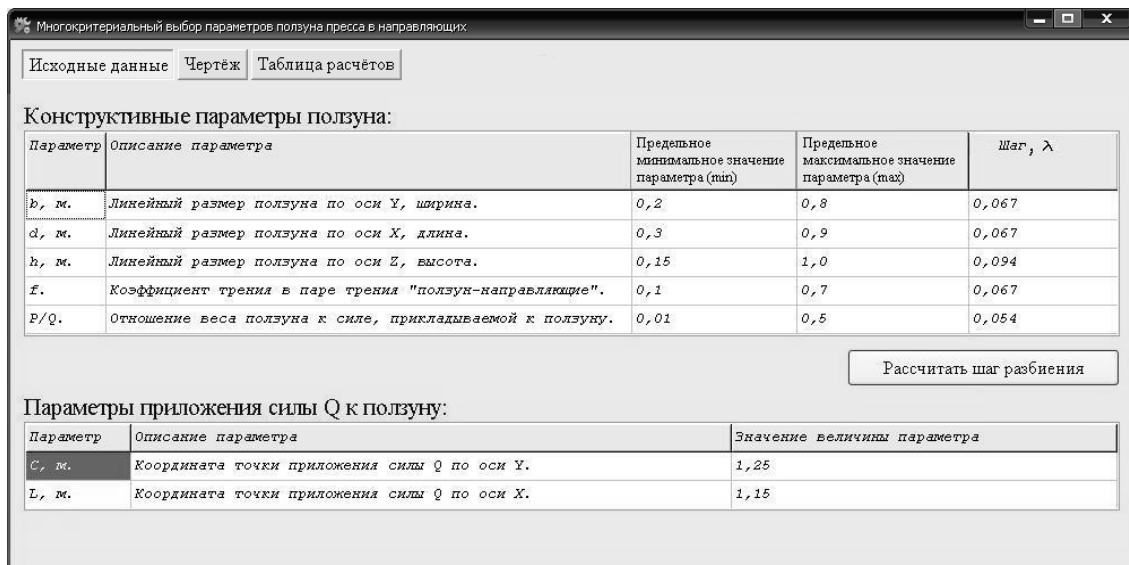 Многокритериальный выбор параметров ползуна пресса в направляющих
Исходные данные Чертёж Таблица расчётов
Конструктивные параметры ползуна:
Параметр Описание параметра Предельное минимальное значение параметра (min) Предельное максимальное значение параметра (max) Шаг, λ
b, м. Линейный размер ползуна по оси Y, ширина. 0,2 0,8 0,067
d, м. Линейный размер ползуна по оси X, длина. 0,3 0,9 0,067
h, м. Линейный размер ползуна по оси Z, высота. 0,15 1,0 0,094
f. Коэффициент трения в паре трения "ползун-направляющие". 0,1 0,7 0,067
P/Q. Отношение веса ползуна к силе, прикладываемой к ползуну. 0,01 0,5 0,054
Рассчитать шаг разбиения
Параметры приложения силы Q к ползуну:
Параметр Описание параметра Значение величины параметра
C, м. Координата точки приложения силы Q по оси Y. 1,25
L, м. Координата точки приложения силы Q по оси X. 1,15